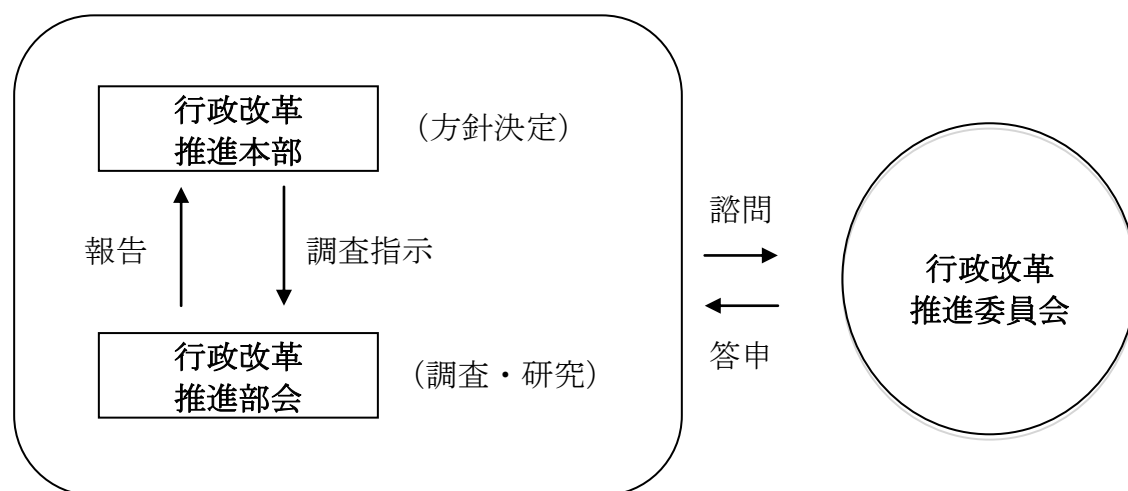 行政改革
推進本部
（方針決定）
報告
調査指示
行政改革
推進部会
（調査・研究）
諮問
答申
行政改革
推進委員会